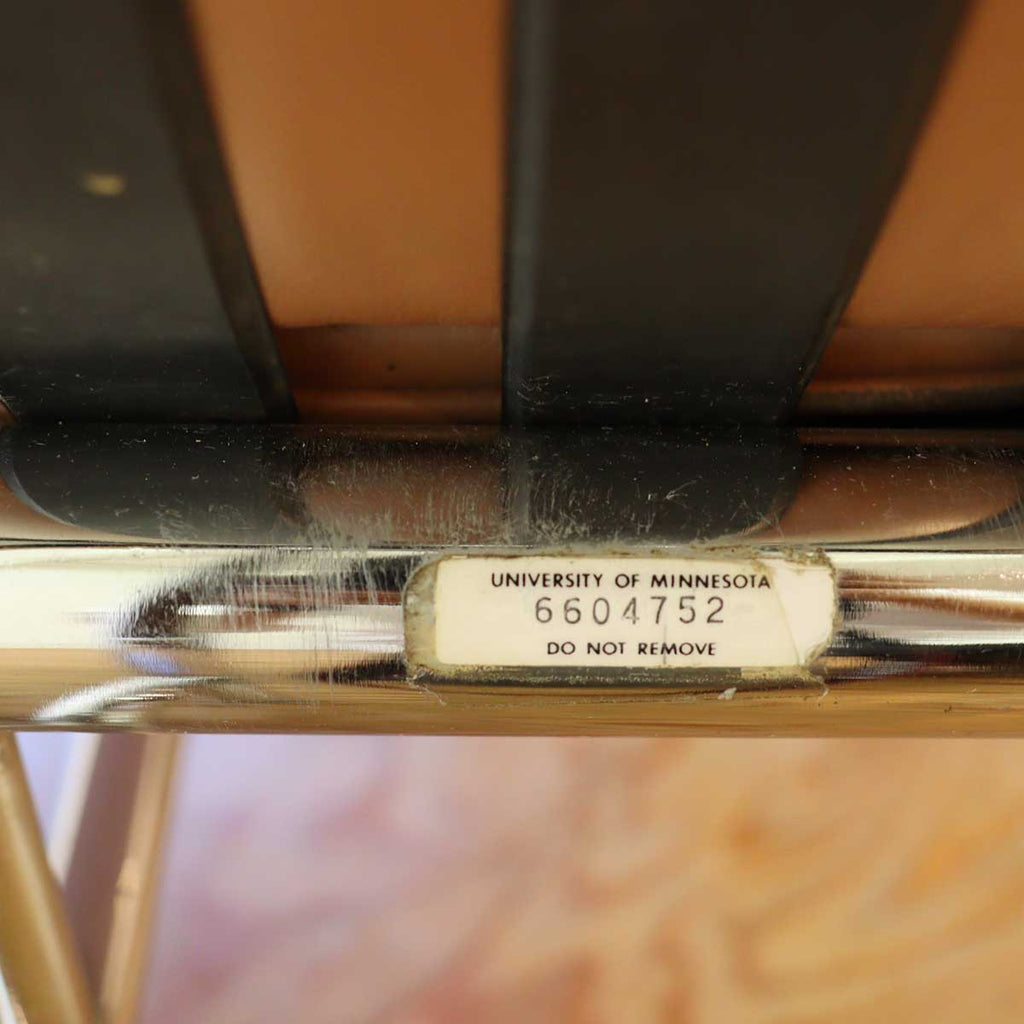 UNIVERSITY OF MINNESOTA
6604752
DO NOT REMOVE